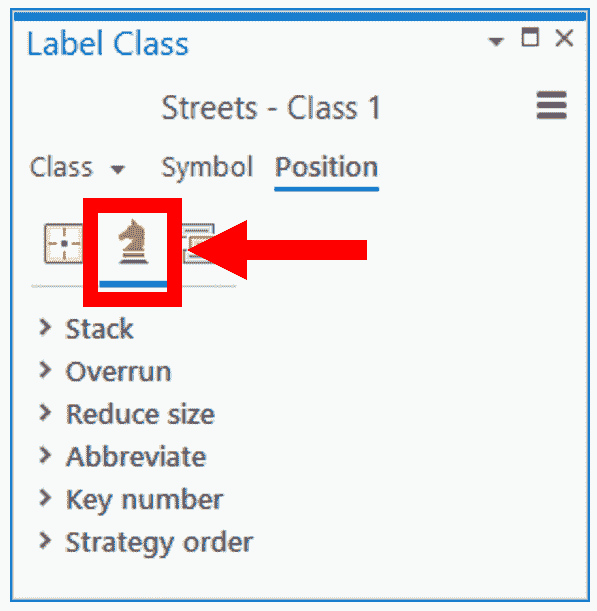 Label Class
Streets - Class 1
Class Symbol Position
Stack
Overrun
Reduce size
Abbreviate
Key number
Strategy order